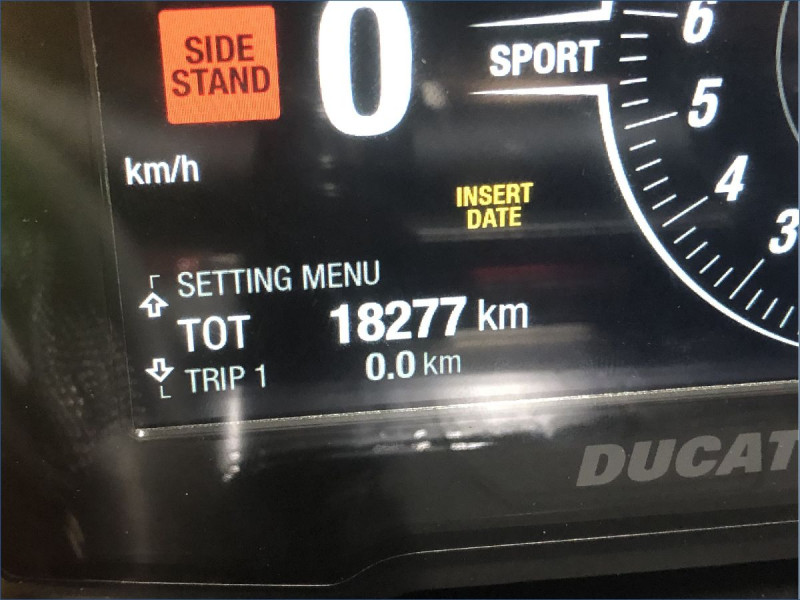 SIDE
STAND
0
km/h
SPORT
6
5
4
3
INSERT
DATE
SETTING MENU
TOT 18277 km
TRIP 1 0.0 km
DUCAT